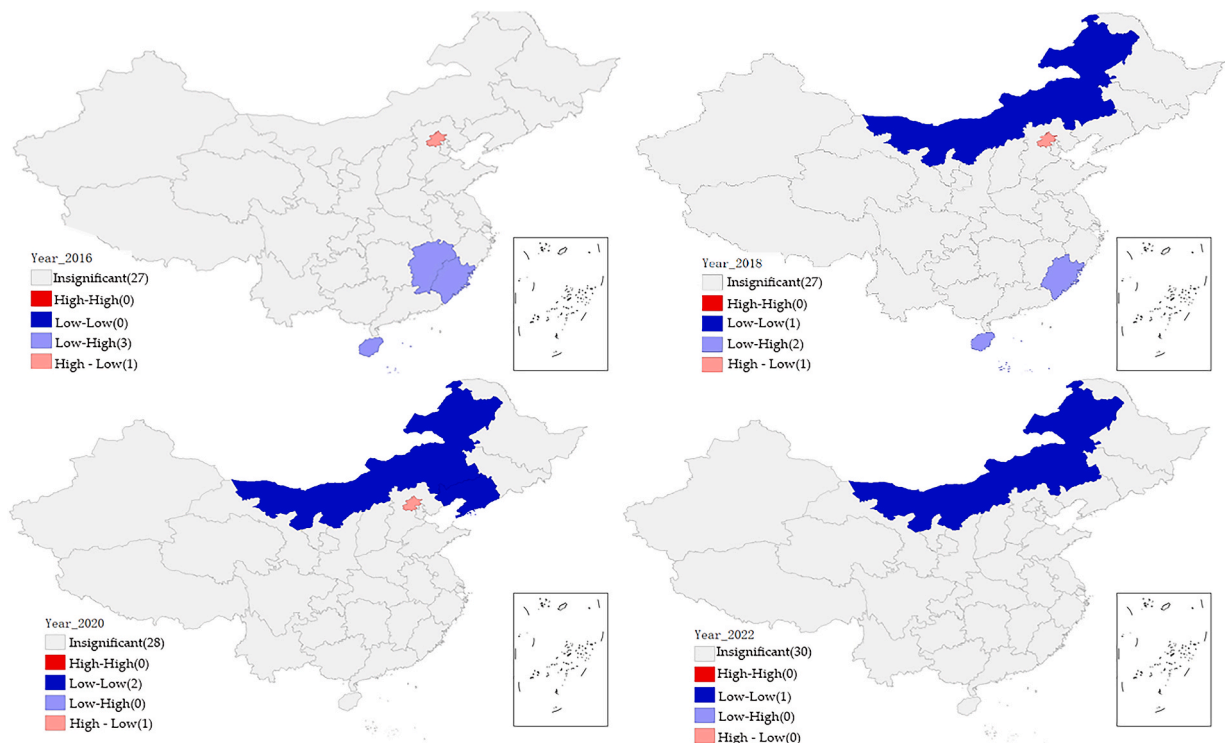 Year_2016
Insignificant(27)
High-High(0)
Low-Low(0)
Low-High(3)
High - Low(1)
Year_2018
Insignificant(27)
High-High(0)
Low-Low(1)
Low-High(2)
High - Low(1)
Year_2020
Insignificant(28)
High-High(0)
Low-Low(2)
Low-High(0)
High - Low(1)
Year_2022
Insignificant(30)
High-High(0)
Low-Low(1)
Low-High(0)
High - Low(0)